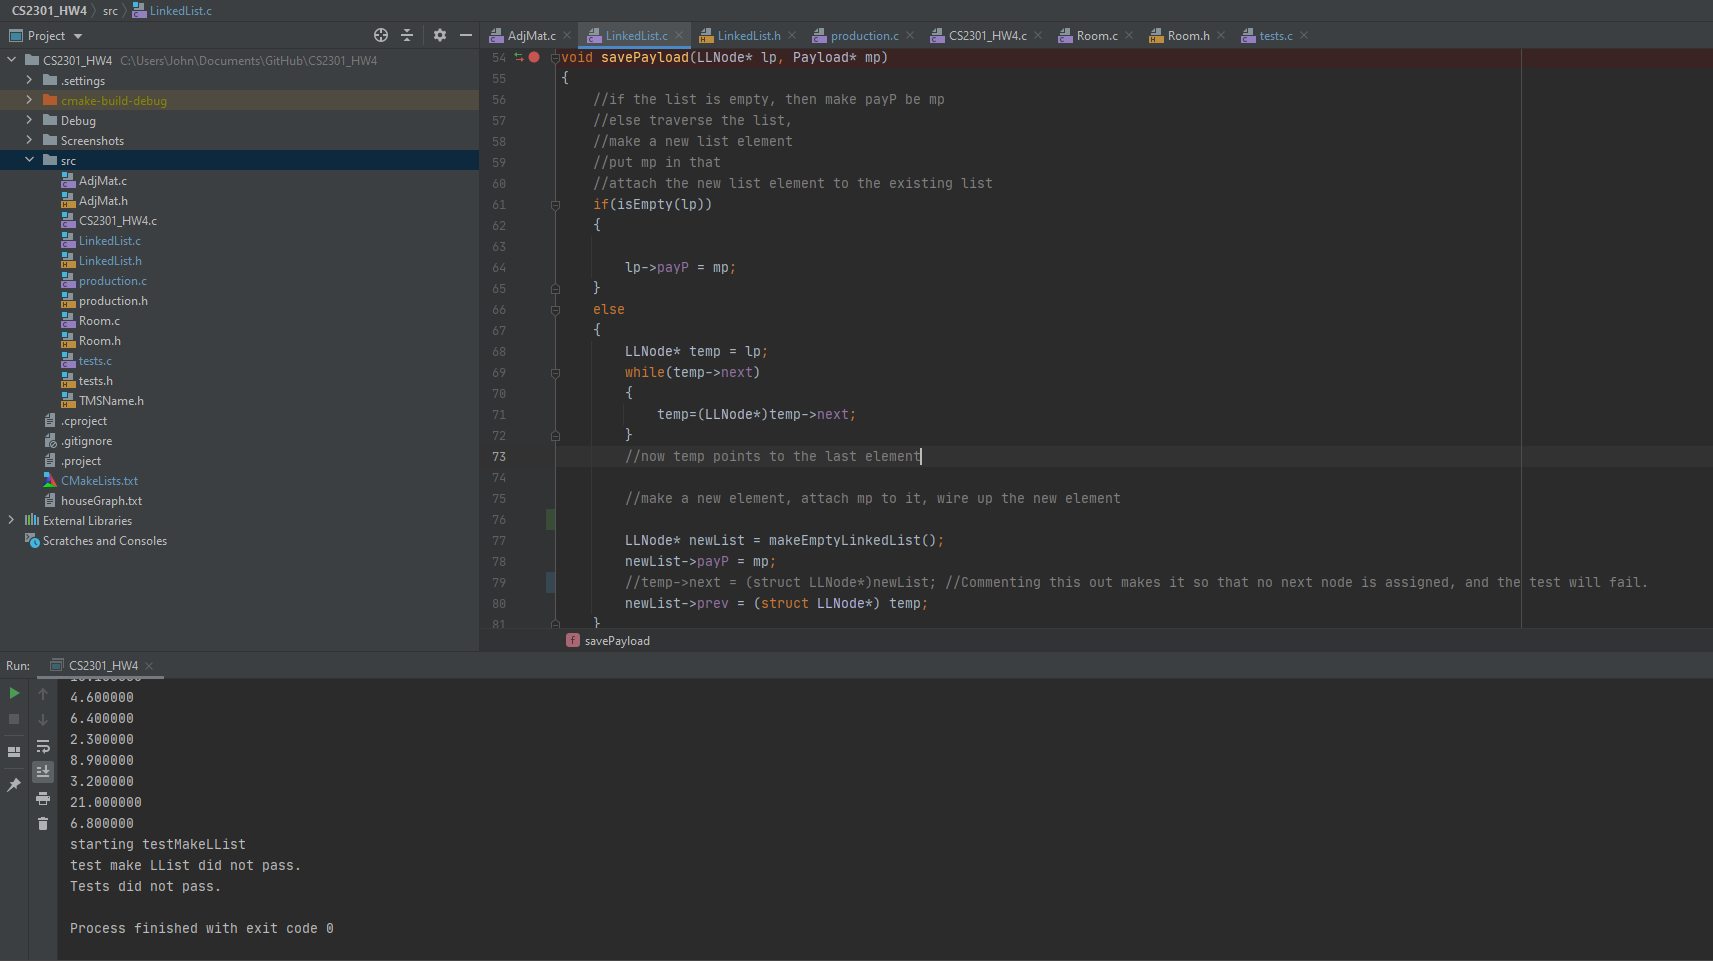 CS2301_HW4 src LinkedList.c
Project
AdjMat.c LinkedList.c LinkedList.h production.c CS2301_HW4.c Room.c Room.h tests.c
CS2301_HW4 C:\Users\John\Documents\GitHub\CS2301_HW4
.settings
cmake-build-debug
Debug
Screenshots
src
AdjMat.c
AdjMat.h
CS2301_HW4.c
LinkedList.c
LinkedList.h
production.c
production.h
Room.c
Room.h
tests.c
tests.h
TMSName.h
.cproject
.gitignore
.project
CMakeLists.txt
houseGraph.txt
External Libraries
Scratches and Consoles
54 void savePayload(LLNode* lp, Payload* mp)
55 {
56 //if the list is empty, then make payP be mp
57 //else traverse the list,
58 //make a new list element
59 //put mp in that
60 //attach the new list element to the existing list
61 if(isEmpty(lp))
62 {
63
64 lp->payP = mp;
65 }
66 else
67 {
68 LLNode* temp = lp;
69 while(temp->next)
70 {
71 temp=(LLNode*)temp->next;
72 }
73 //now temp points to the last element
74
75 //make a new element, attach mp to it, wire up the new element
76
77 LLNode* newList = makeEmptyLinkedList();
78 newList->payP = mp;
79 //temp->next = (struct LLNode*)newList; //Commenting this out makes it so that no next node is assigned, and the test will fail.
80 newList->prev = (struct LLNode*) temp;
81 }
f savePayload
Run: CS2301_HW4
4.600000
6.400000
2.300000
8.900000
3.200000
21.000000
6.800000
starting testMakeLList
test make LList did not pass.
Tests did not pass.
Process finished with exit code 0